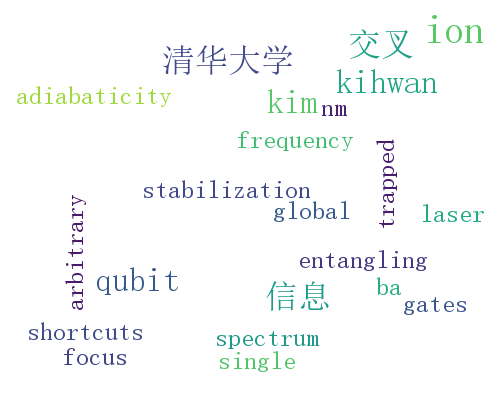 ion
交叉
清华大学
kihwan
adiabaticity
kim
nm
frequency
trapped
stabilization
global
laser
arbitrary
entangling
qubit
信息
ba
gates
shortcuts
spectrum
focus
single